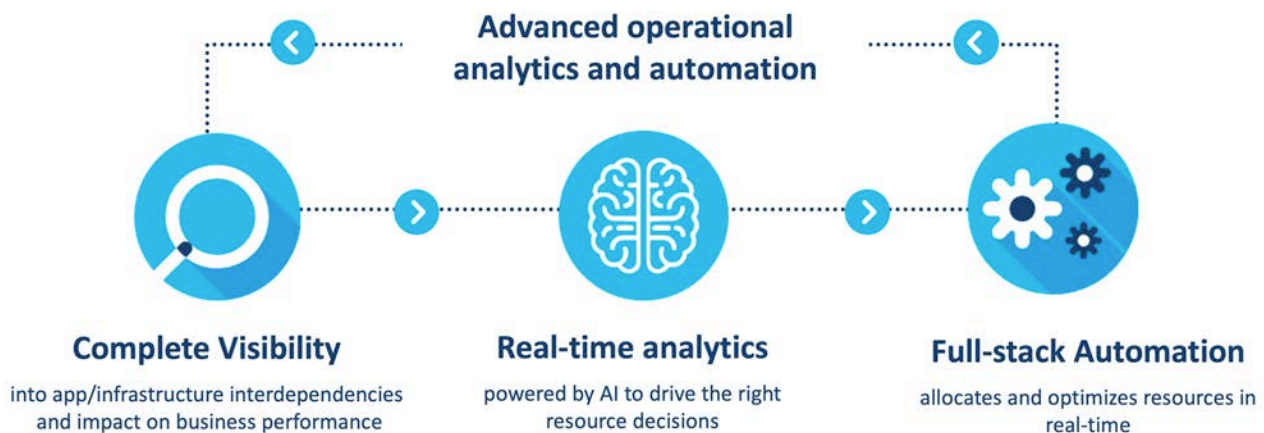 Advanced operational
analytics and automation
Complete Visibility
into app/infrastructure interdependencies
and impact on business performance
Real-time analytics
powered by AI to drive the right
resource decisions
Full-stack Automation
allocates and optimizes resources in
real-time